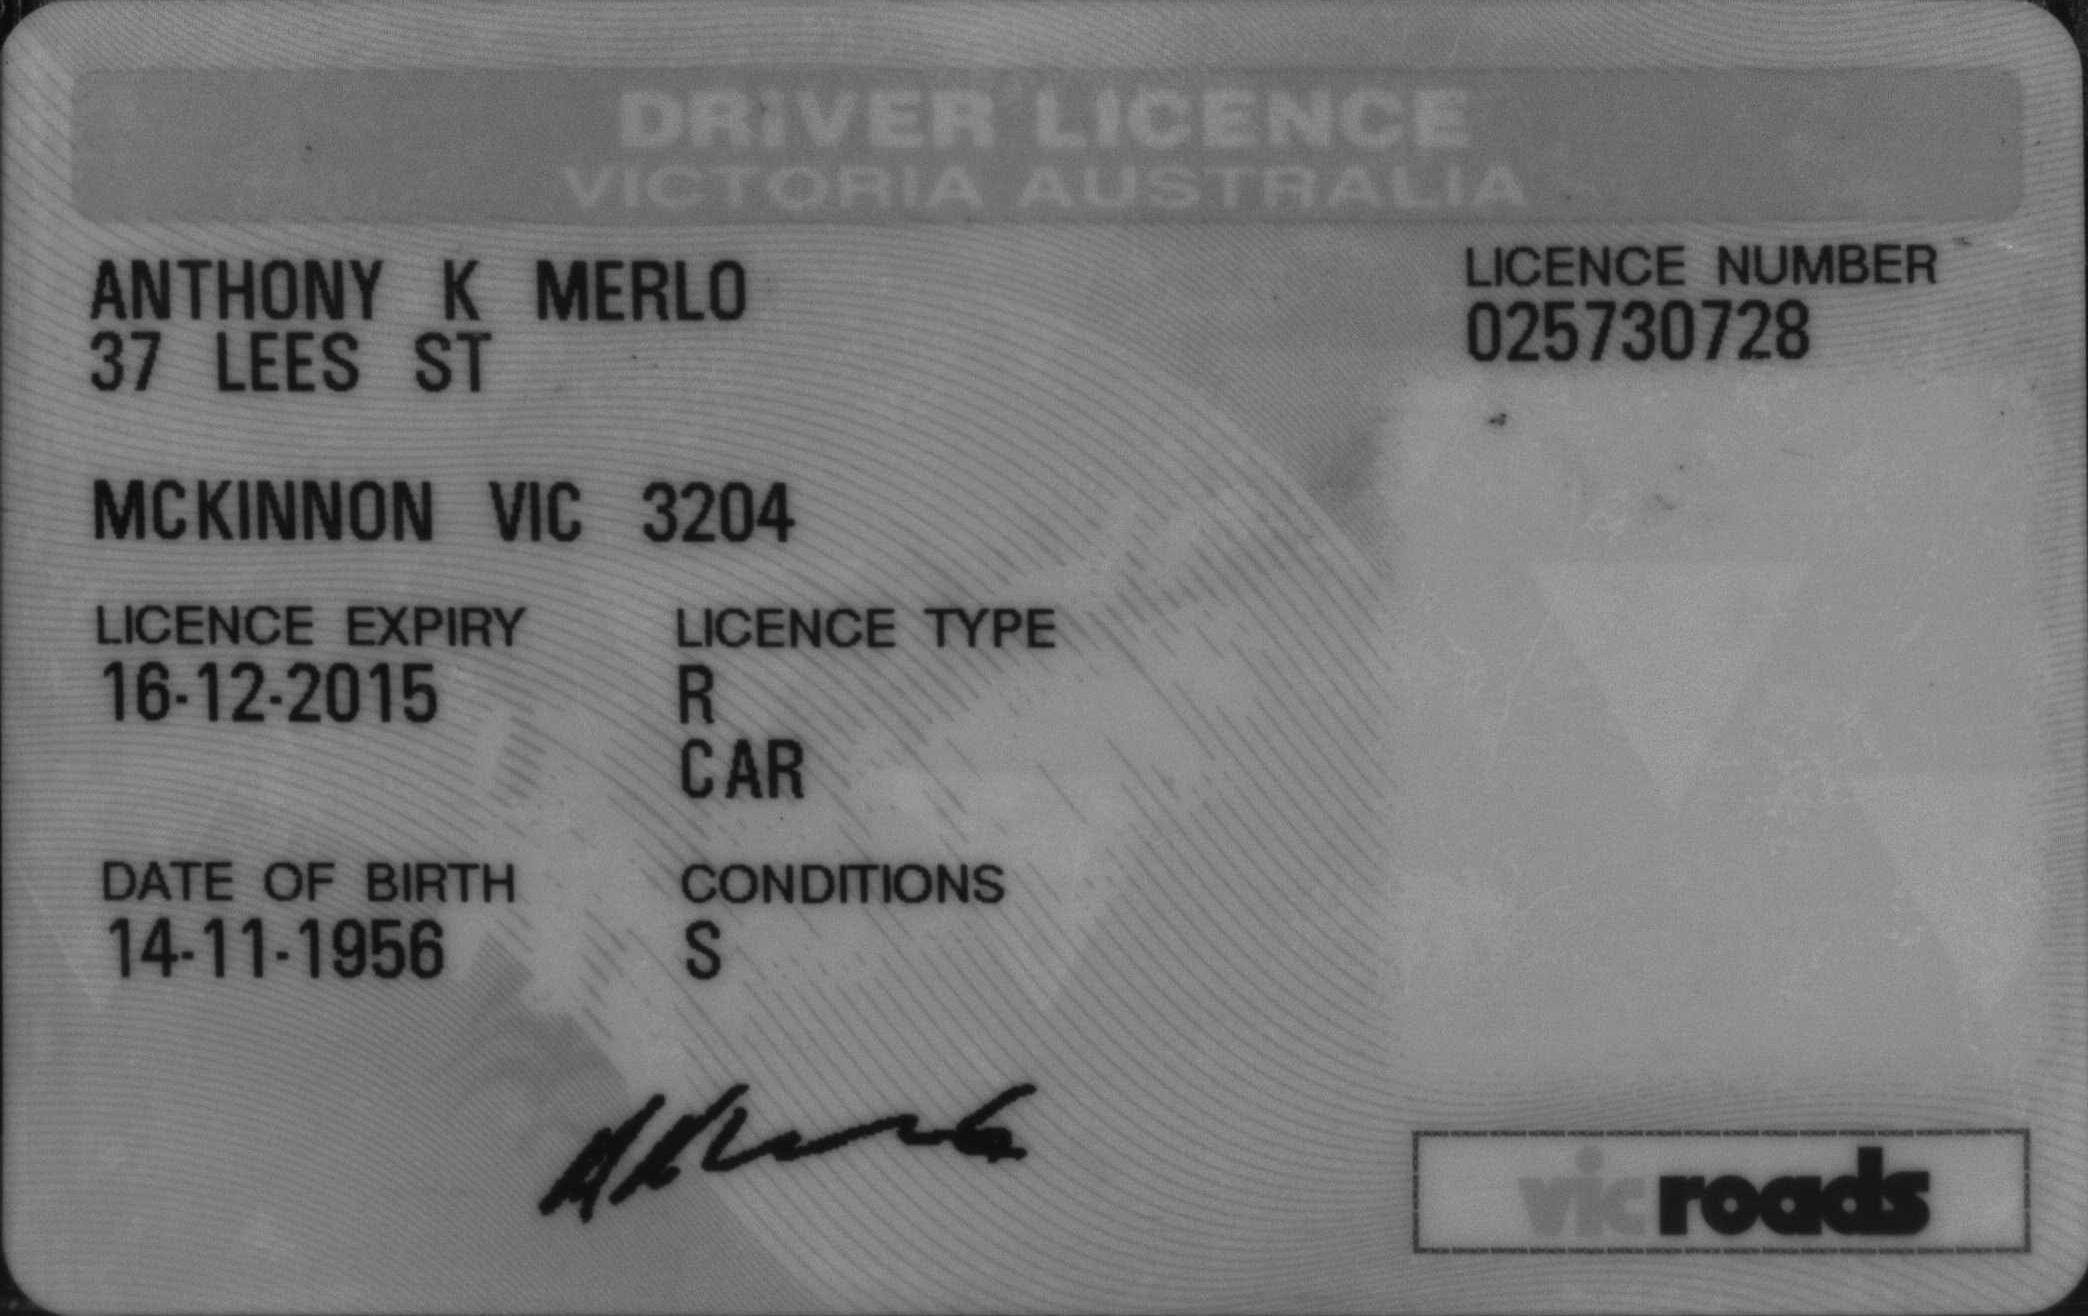 DRIVER LICENCE
VICTORIA AUSTRALIA
ANTHONY K MERLO
37 LEES ST
LICENCE NUMBER
025730728
MCKINNON VIC 3204
LICENCE EXPIRY LICENCE TYPE
16-12-2015 R
CAR
DATE OF BIRTH CONDITIONS
14-11-1956 S
vicroads